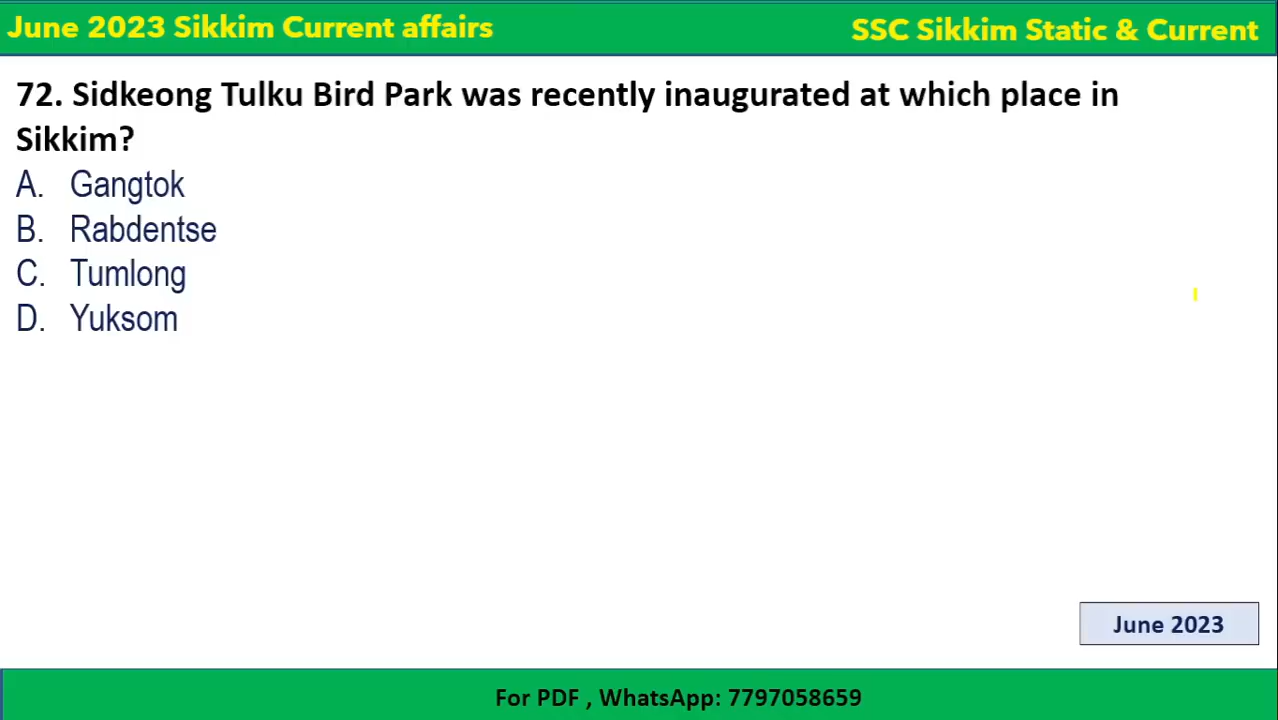 June 2023 Sikkim Current affairs
SSC Sikkim Static & Current
72. Sidkeong Tulku Bird Park was recently inaugurated at which place in
Sikkim?
A. Gangtok
B. Rabdentse
C. Tumlong
D. Yuksom
June 2023
For PDF , WhatsApp: 7797058659